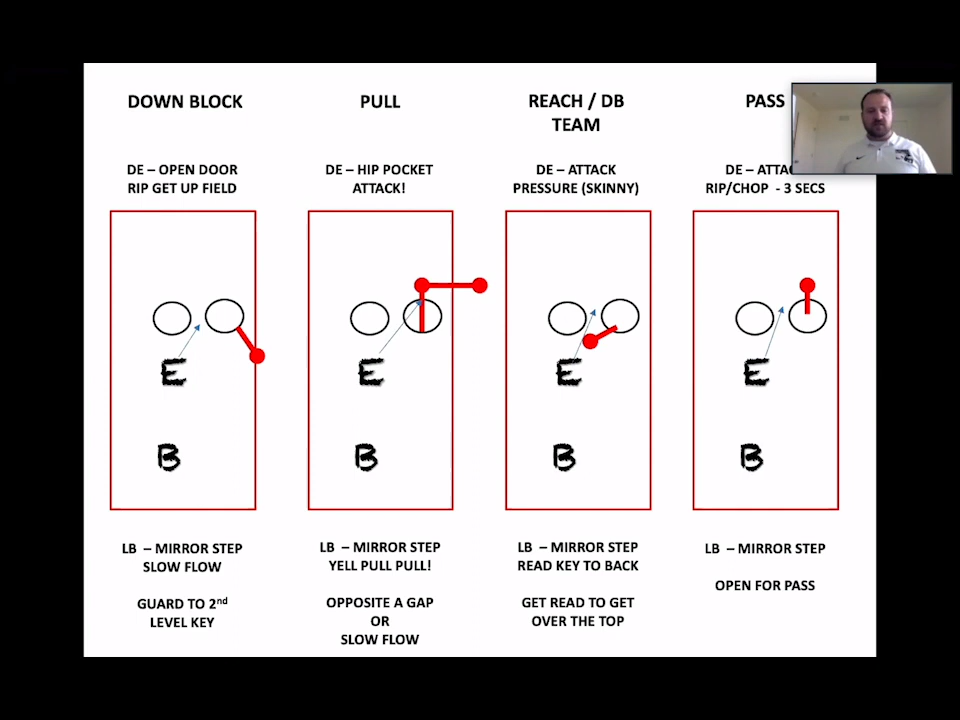 DOWN BLOCK
DE – OPEN DOOR
RIP GET UP FIELD
E
B
LB – MIRROR STEP
SLOW FLOW
GUARD TO 2nd
LEVEL KEY
PULL
DE – HIP POCKET
ATTACK!
E
B
LB – MIRROR STEP
YELL PULL PULL!
OPPOSITE A GAP
OR
SLOW FLOW
REACH / DB
TEAM
DE – ATTACK
PRESSURE (SKINNY)
E
B
LB – MIRROR STEP
READ KEY TO BACK
GET READ TO GET
OVER THE TOP
PASS
DE –
RIP/CHOP - 3 SECS
E
B
LB – MIRROR STEP
OPEN FOR PASS